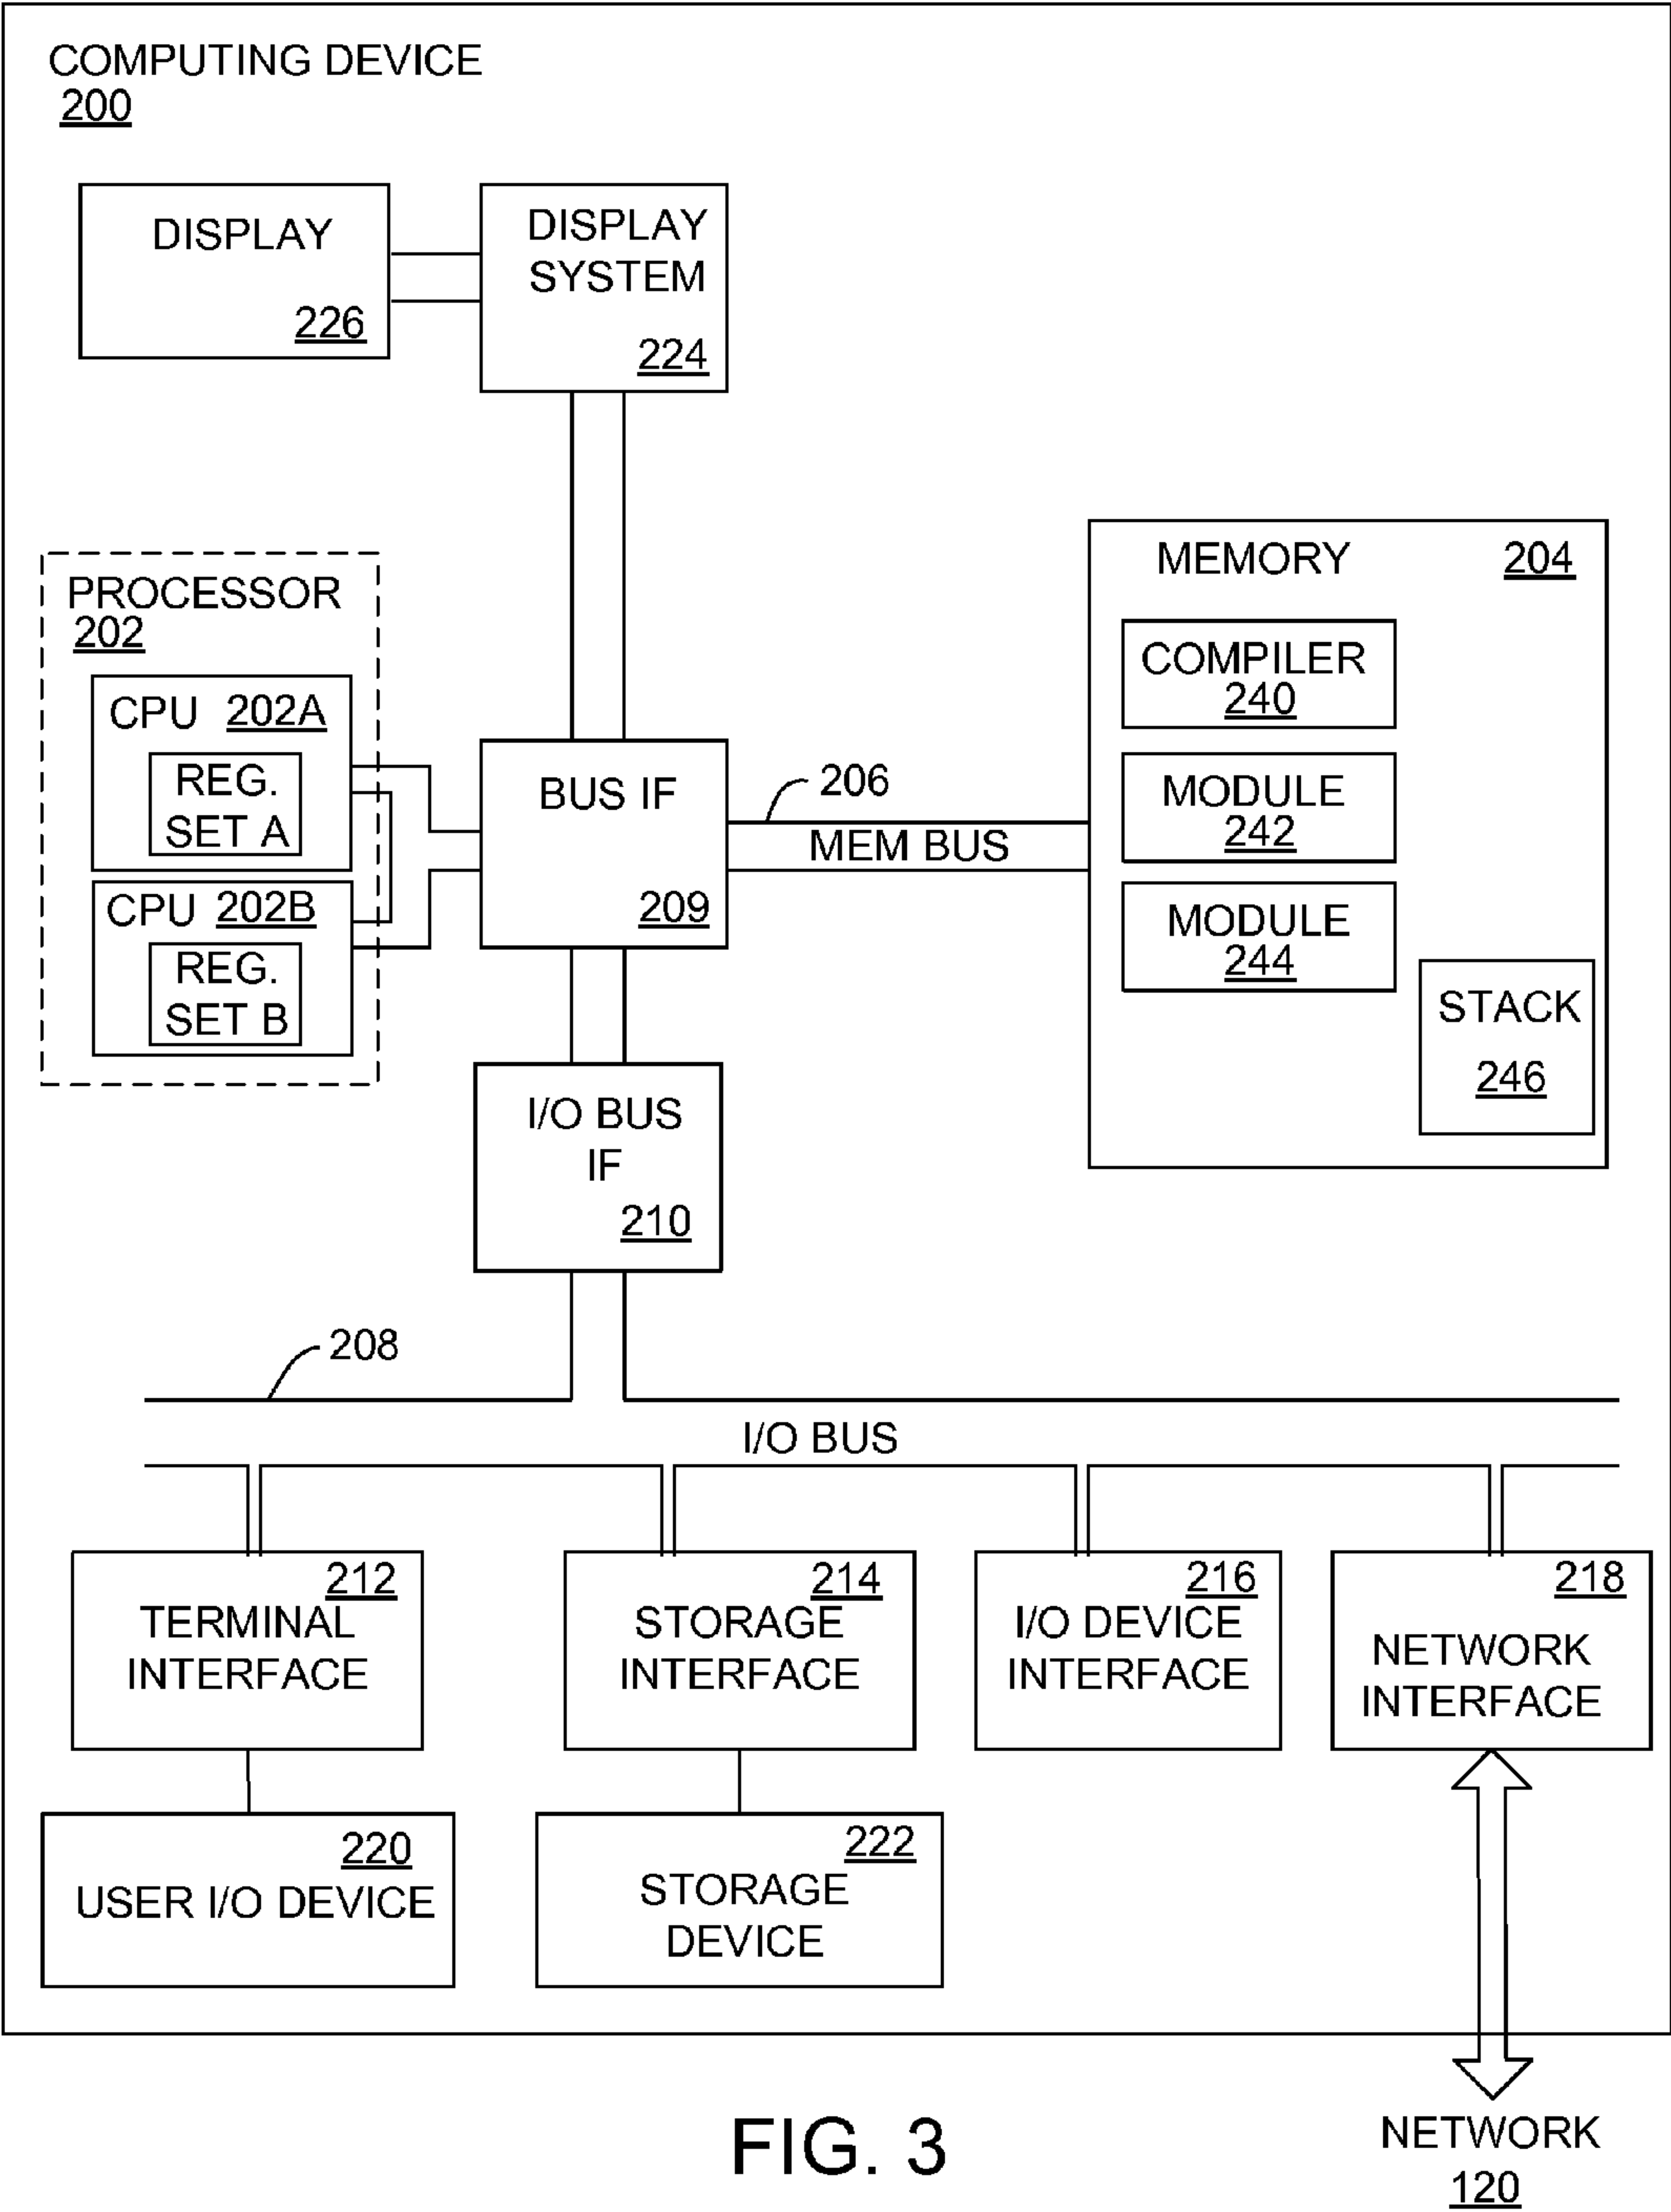 COMPUTING DEVICE
200
DISPLAY
226
DISPLAY
SYSTEM
224
PROCESSOR
202
CPU 202A
REG.
SET A
CPU 202B
REG.
SET B
BUS IF
209
206
MEM BUS
MEMORY 204
COMPILER
240
MODULE
242
MODULE
244
STACK
246
I/O BUS
IF
210
208
I/O BUS
212
TERMINAL
INTERFACE
214
STORAGE
INTERFACE
216
I/O DEVICE
INTERFACE
218
NETWORK
INTERFACE
220
USER I/O DEVICE
222
STORAGE
DEVICE
FIG. 3
NETWORK
120